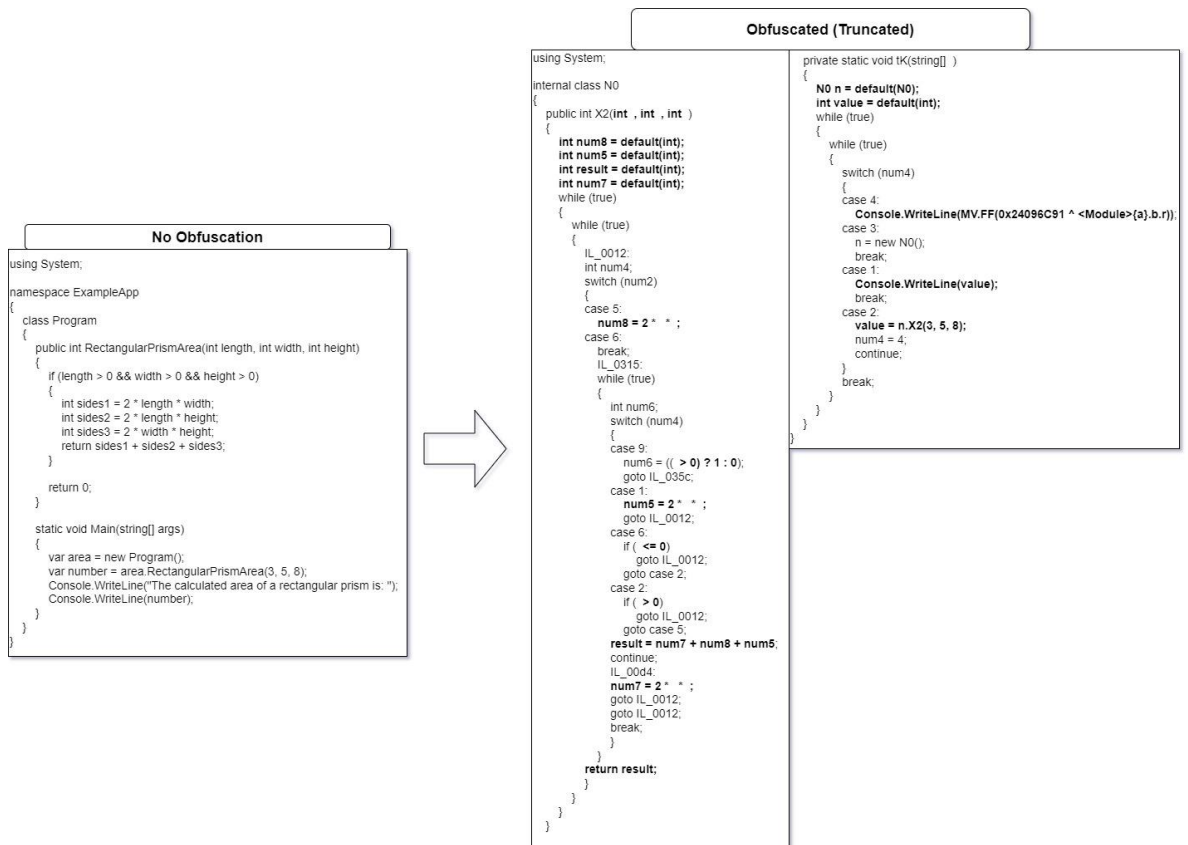 No Obfuscation
using System;
namespace ExampleApp
{
class Program
{
public int RectangularPrismArea(int length, int width, int height)
{
if (length > 0 && width > 0 && height > 0)
{
int sides1 = 2 * length * width;
int sides2 = 2 * length * height;
int sides3 = 2 * width * height;
return sides1 + sides2 + sides3;
}
return 0;
}
static void Main(string[] args)
{
var area = new Program();
var number = area.RectangularPrismArea(3, 5, 8);
Console.WriteLine("The calculated area of a rectangular prism is: ");
Console.WriteLine(number);
}
}
}
Obfuscated (Truncated)
using System;
internal class N0
{
public int X2(int , int , int )
{
int num8 = default(int);
int num5 = default(int);
int result = default(int);
int num7 = default(int);
while (true)
{
while (true)
{
IL_0012:
int num4;
switch (num2)
{
case 5:
num8 = 2 * * ;
case 6:
break;
IL_0315:
while (true)
{
int num6;
switch (num4)
{
case 9:
num6 = (( > 0) ? 1 : 0);
goto IL_035c;
case 1:
num5 = 2 * * ;
goto IL_0012;
case 6:
if ( <= 0)
goto IL_0012;
goto case 2;
case 2:
if ( > 0)
goto IL_0012;
goto case 5;
result = num7 + num8 + num5;
continue;
IL_00d4:
num7 = 2 * * ;
goto IL_0012;
goto IL_0012;
break;
}
}
return result;
}
}
}
}
private static void tK(string[] )
{
N0 n = default(N0);
int value = default(int);
while (true)
{
while (true)
{
switch (num4)
{
case 4:
Console.WriteLine(MV.FF(0x24096C91 ^ <Module>{a}.b.r));
case 3:
n = new N0();
break;
case 1:
Console.WriteLine(value);
break;
case 2:
value = n.X2(3, 5, 8);
num4 = 4;
continue;
}
break;
}
}
}
}